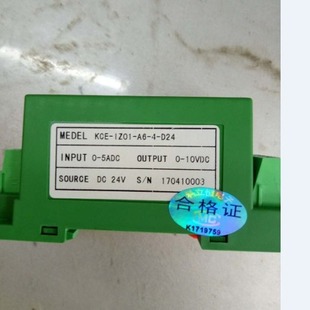 MEDEL KCE-IZ01-A6-4-D24
INPUT 0-5ADC OUTPUT 0-10VDC
SOURCE DC 24V S/N 170410003
合格证
K1719759